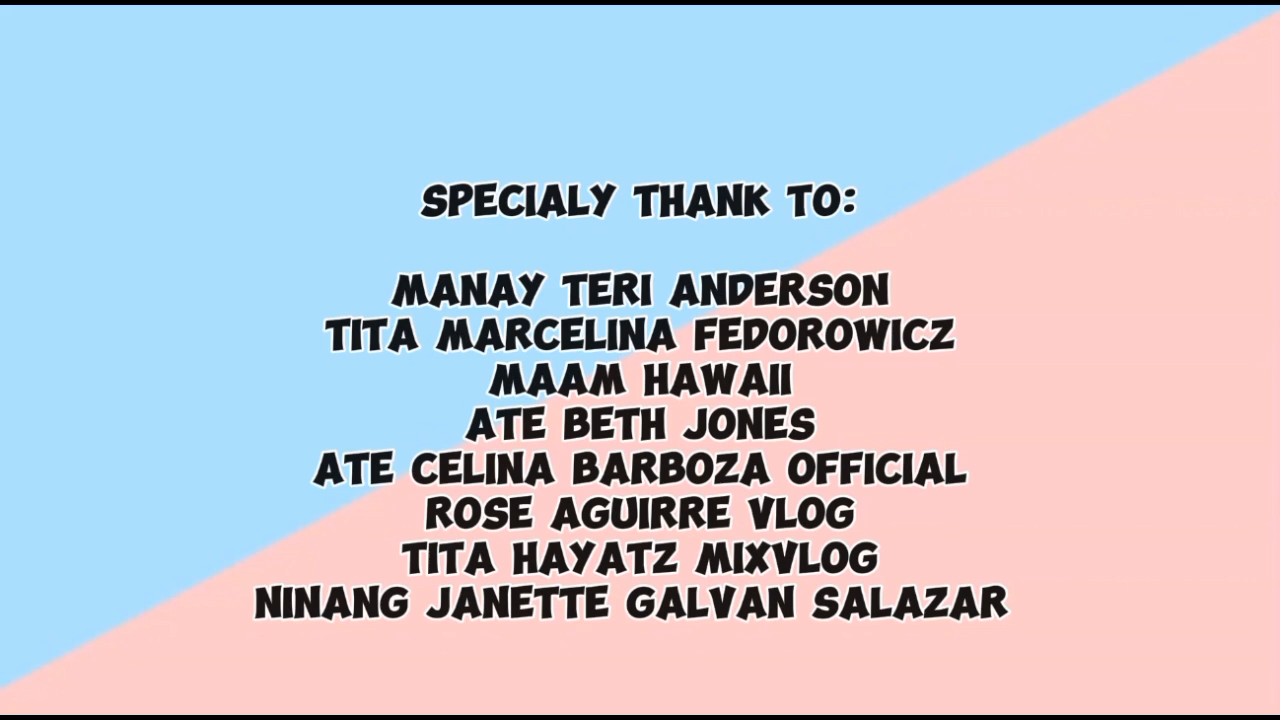 SPECIALY THANK TO:
MANAY TERI ANDERSON
TITA MARCELINA FEDOROWICZ
MAAM HAWAII
ATE BETH JONES
ATE CELINA BARBOZA OFFICIAL
ROSE AGUIRRE VLOG
TITA HAYATZ MIXVLOG
NINANG JANETTE GALVAN SALAZAR